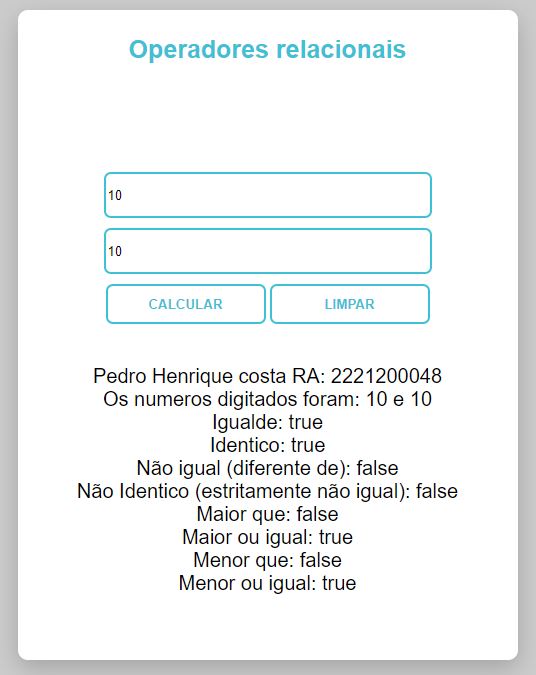 Operadores relacionais
10
10
CALCULAR LIMPAR
Pedro Henrique costa RA: 2221200048
Os numeros digitados foram: 10 e 10
Igualde: true
Identico: true
Não igual (diferente de): false
Não Identico (estritamente não igual): false
Maior que: false
Maior ou igual: true
Menor que: false
Menor ou igual: true